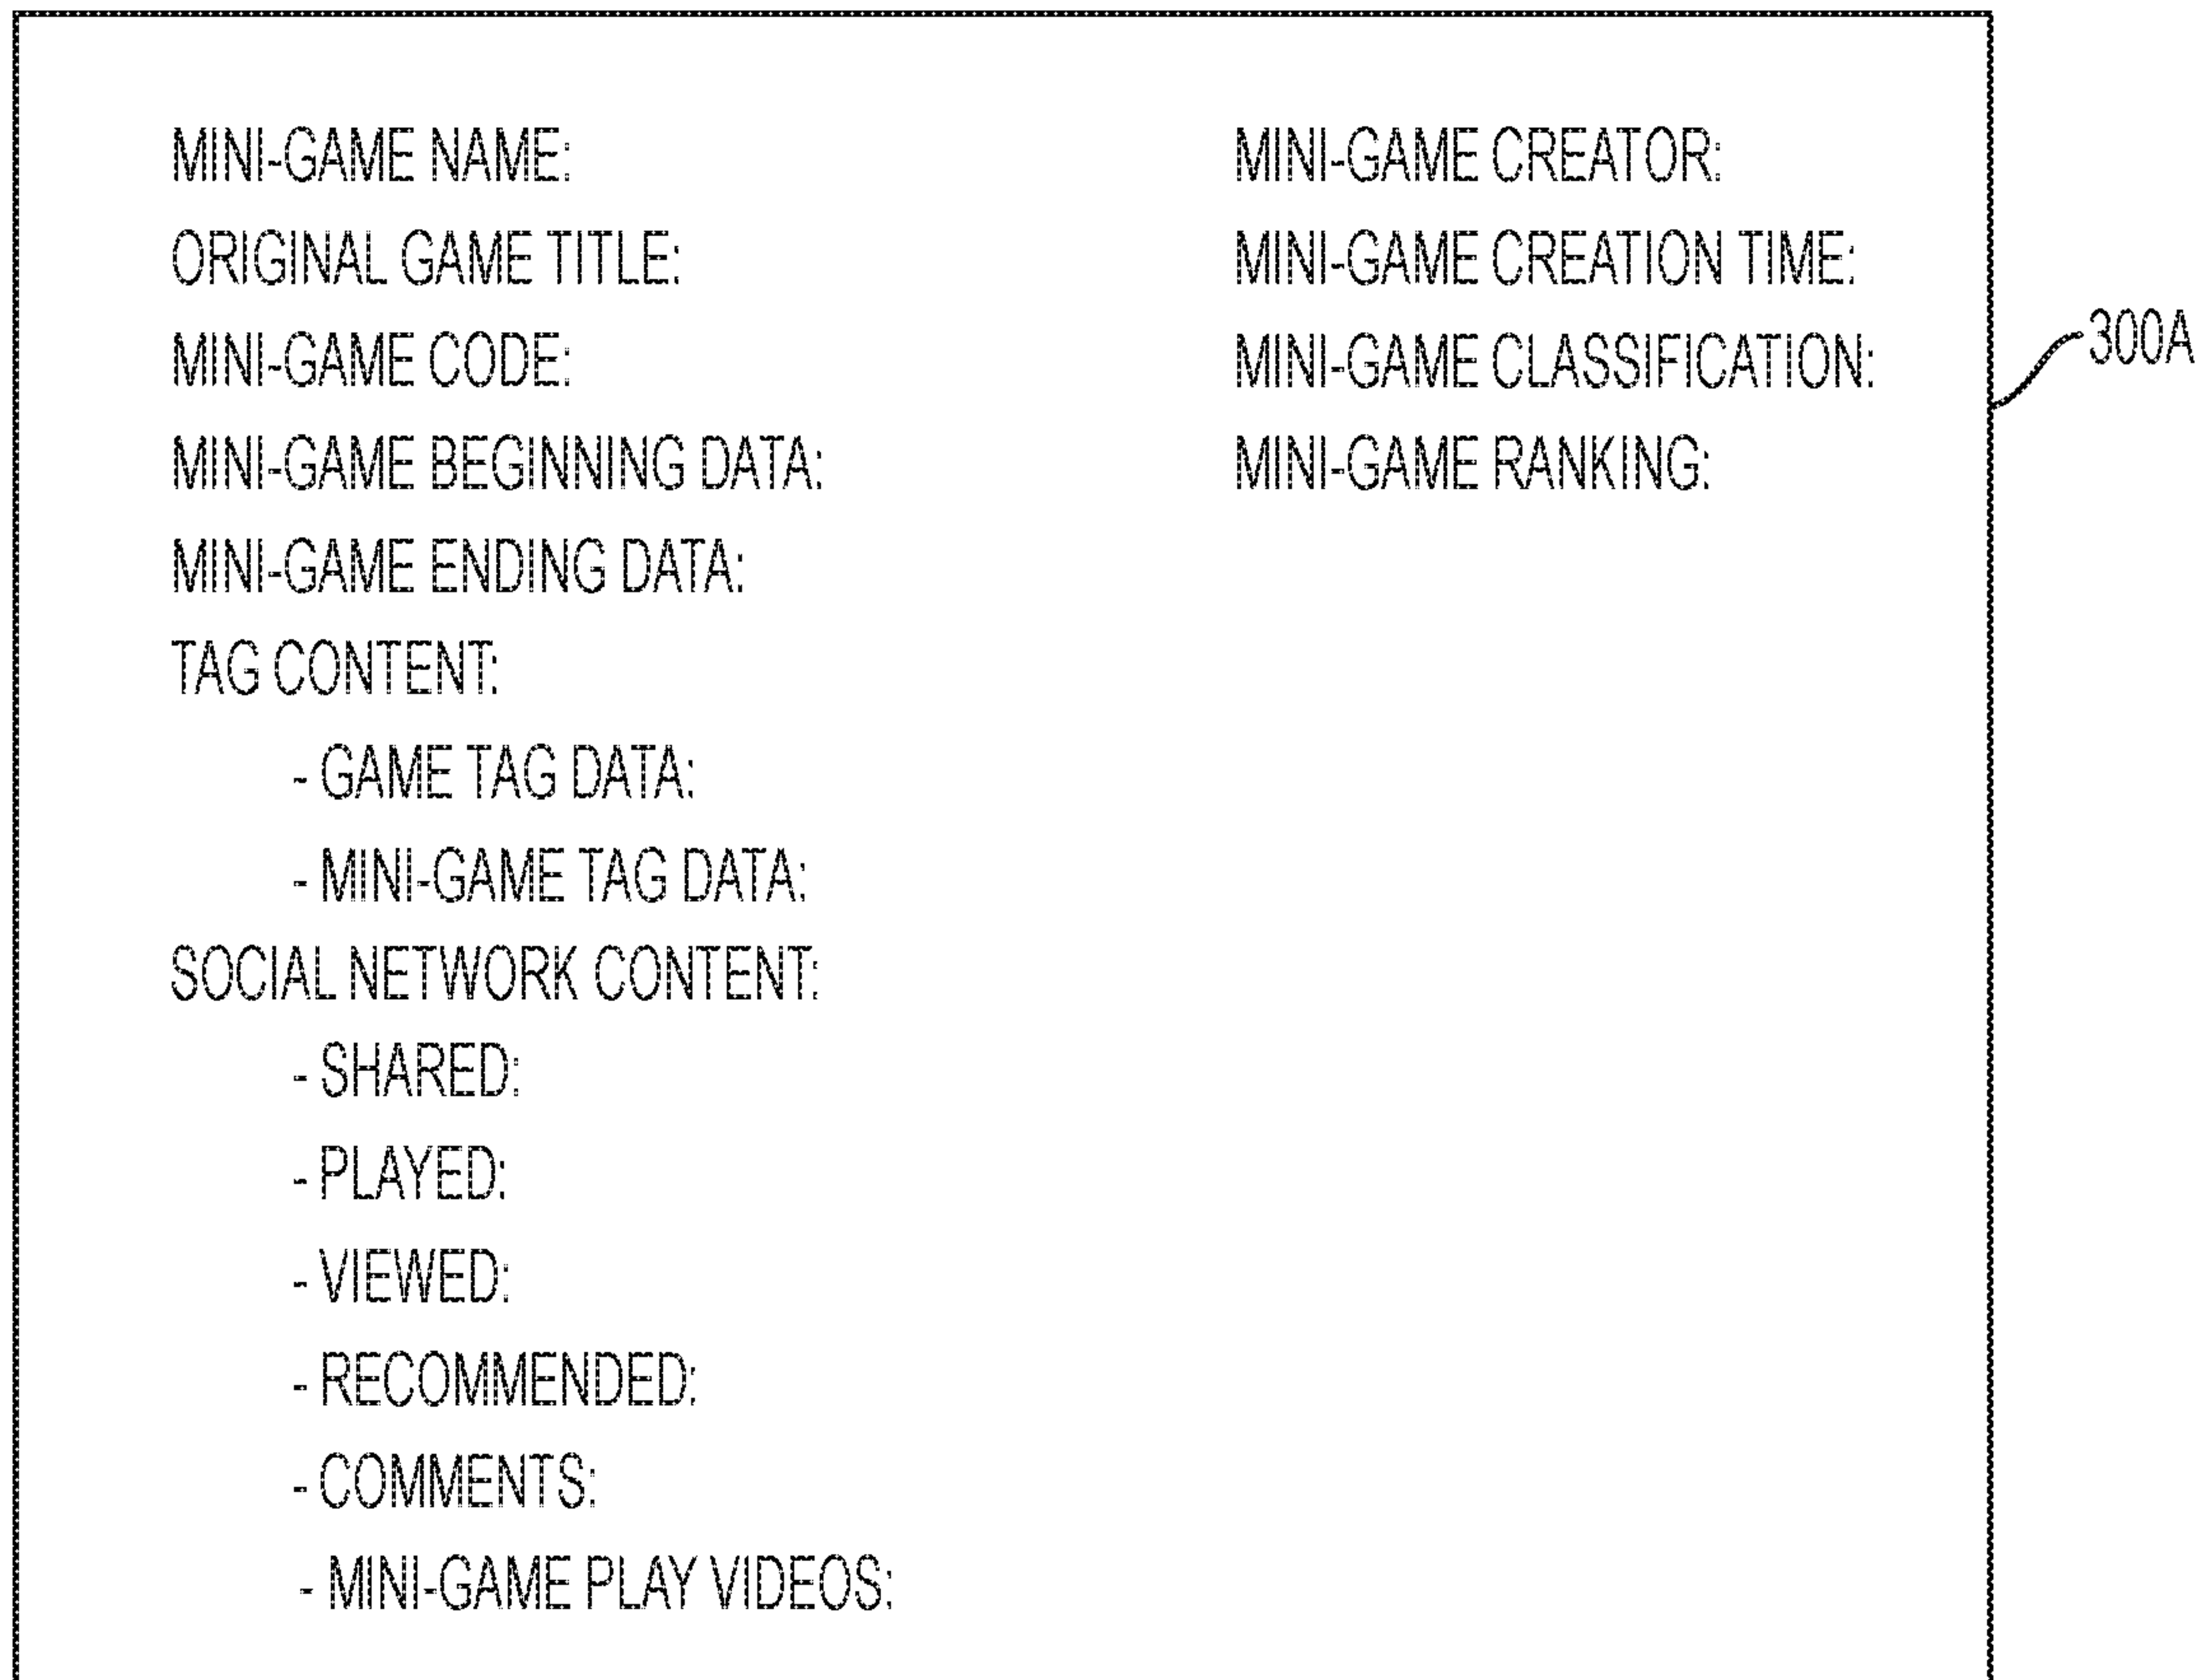 MINI-GAME NAME:
ORIGINAL GAME TITLE:
MINI-GAME CODE:
MINI-GAME BEGINNING DATA:
MINI-GAME ENDING DATA:
TAG CONTENT:
- GAME TAG DATA:
- MINI-GAME TAG DATA:
SOCIAL NETWORK CONTENT:
- SHARED:
- PLAYED:
- VIEWED:
- RECOMMENDED:
- COMMENTS:
- MINI-GAME PLAY VIDEOS:
MINI-GAME CREATOR:
MINI-GAME CREATION TIME:
MINI-GAME CLASSIFICATION:
MINI-GAME RANKING:
300A